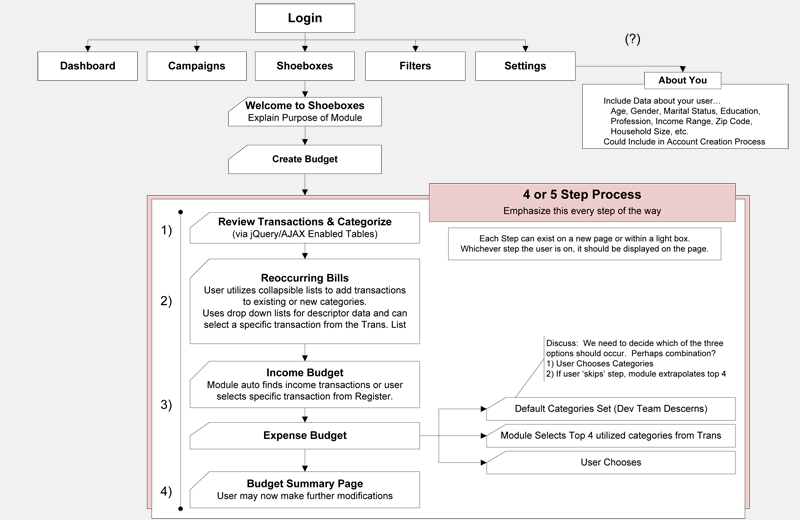 Login
(?)
Dashboard
Campaigns
Shoeboxes
Filters
Settings
About You
Include Data about your user…
Age, Gender, Marital Status, Education,
Profession, Income Range, Zip Code,
Household Size, etc.
Could Include in Account Creation Process
Welcome to Shoeboxes
Explain Purpose of Module
Create Budget
4 or 5 Step Process
Emphasize this every step of the way
Each Step can exist on a new page or within a light box.
Whichever step the user is on, it should be displayed on the page.
1)
Review Transactions & Categorize
(via jQuery/AJAX Enabled Tables)
2)
Reoccurring Bills
User utilizes collapsible lists to add transactions
to existing or new categories.
Uses drop down lists for descriptor data and can
select a specific transaction from the Trans. List
Discuss: We need to decide which of the three
options should occur. Perhaps combination?
1) User Chooses Categories
2) If user ‘skips’ step, module extrapolates top 4
3)
Income Budget
Module auto finds income transactions or user
selects specific transaction from Register.
Expense Budget
Default Categories Set (Dev Team Descerns)
Module Selects Top 4 utilized categories from Trans
User Chooses
4)
Budget Summary Page
User may now make further modifications